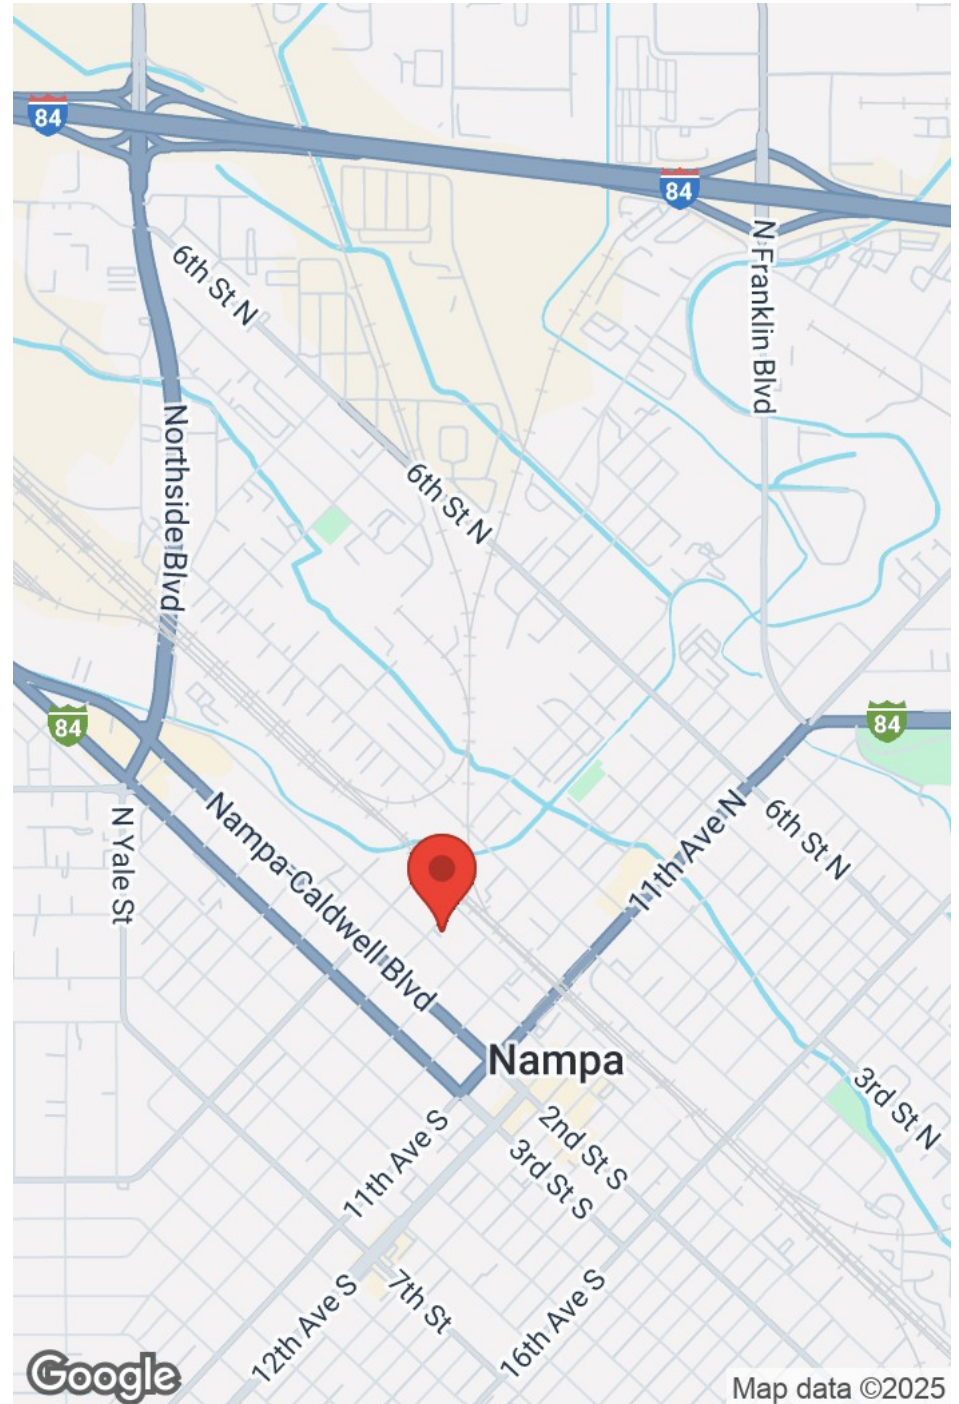 84
84
N Franklin Blvd
6th St N
Northside Blvd
6th St N
84
84
N Yale St
Nampa-Caldwell Blvd
11th Ave N
6th St N
Nampa
3rd St N
2nd St S
11th Ave S
3rd St S
7th St
12th Ave S
16th Ave S
Google
Map data ©2025